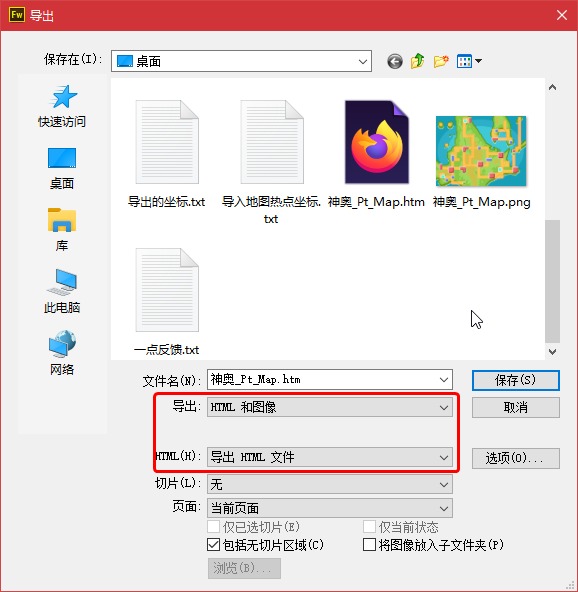 Fw 导出
保存在(I):
桌面
快速访问
桌面
库
此电脑
网络
导出的坐标.txt
导入地图热点坐标.
txt
神奥_Pt_Map.htm
神奥_Pt_Map.png
一点反馈.txt
文件名(N):
神奥_Pt_Map.htm
保存(S)
导出:
HTML 和图像
取消
HTML(H):
导出 HTML 文件
选项(O)...
切片(L):
无
页面:
当前页面
仅已选切片(E)
仅当前状态
包括无切片区域(C)
将图像放入子文件夹(P)
浏览(B)...